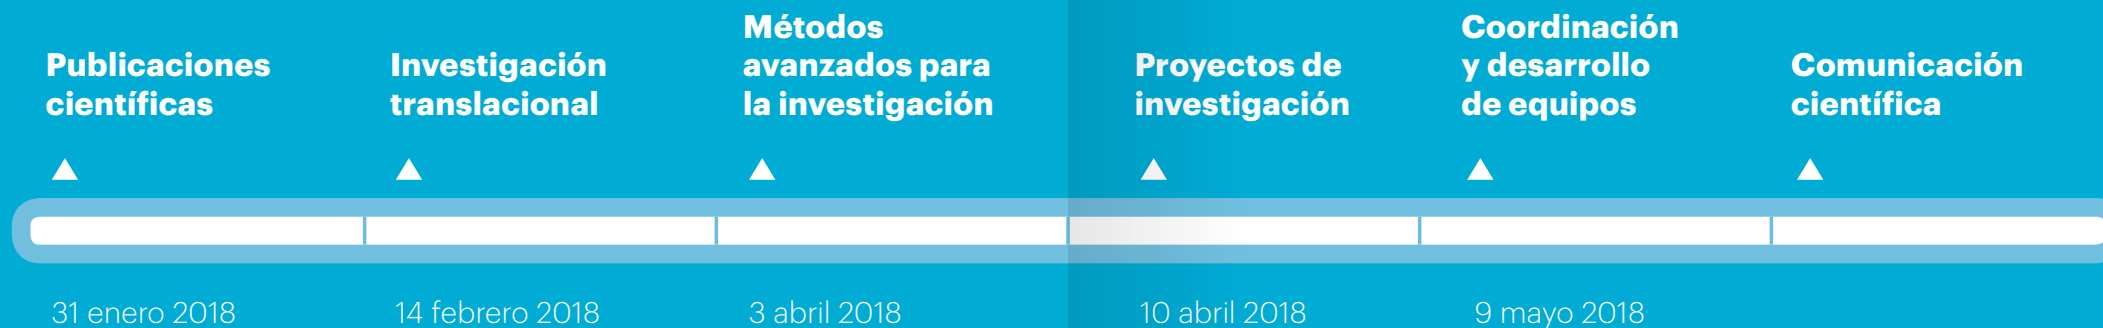 Publicaciones
científicas
Investigación
translacional
Métodos
avanzados para
la investigación
Proyectos de
investigación
Coordinación
y desarrollo
de equipos
Comunicación
científica
31 enero 2018
14 febrero 2018
3 abril 2018
10 abril 2018
9 mayo 2018